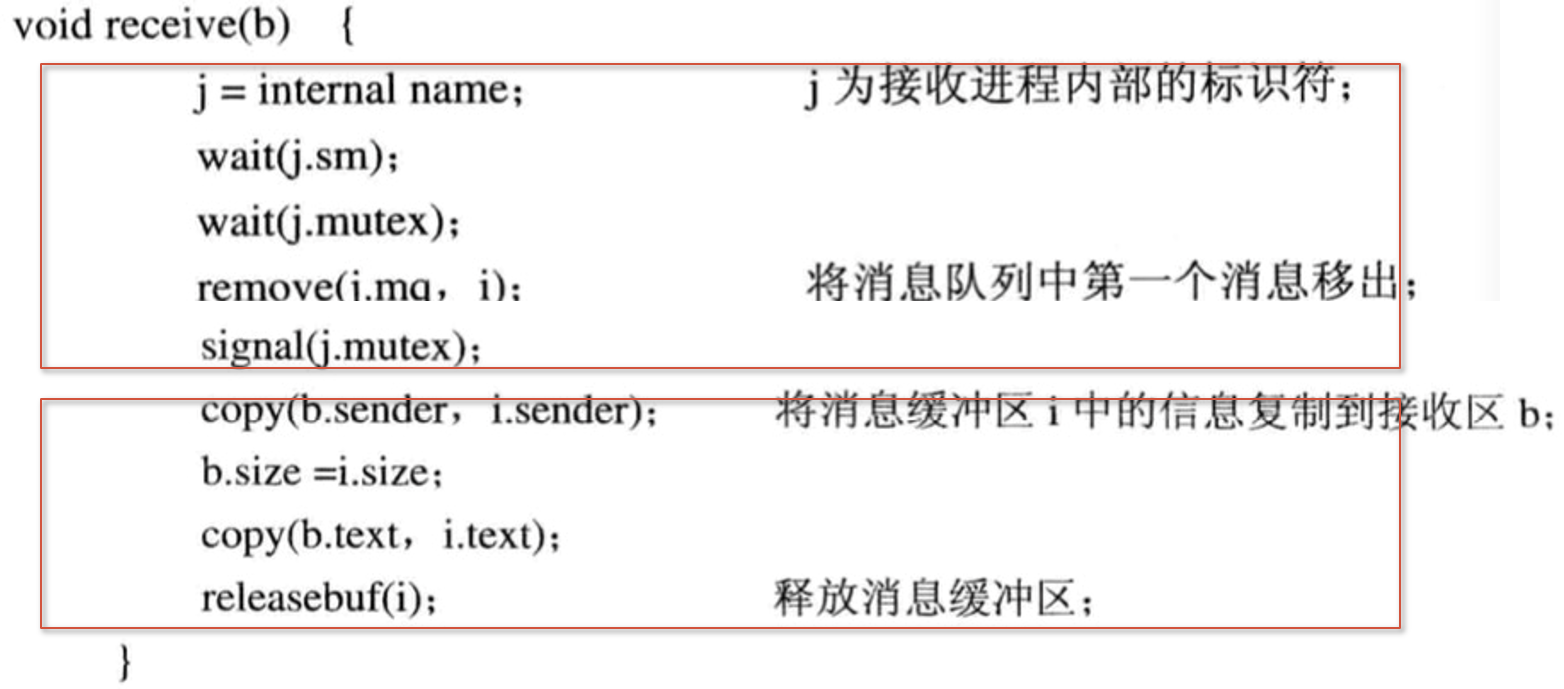 void receive(b) {
j = internal name; j 为接收进程内部的标识符；
wait(j.sm);
wait(j.mutex);
remove(j.mq，i); 将消息队列中第一个消息移出；
signal(j.mutex);
copy(b.sender，i.sender); 将消息缓冲区 i 中的信息复制到接收区 b；
b.size =i.size;
copy(b.text，i.text);
releasebuf(i); 释放消息缓冲区；
}